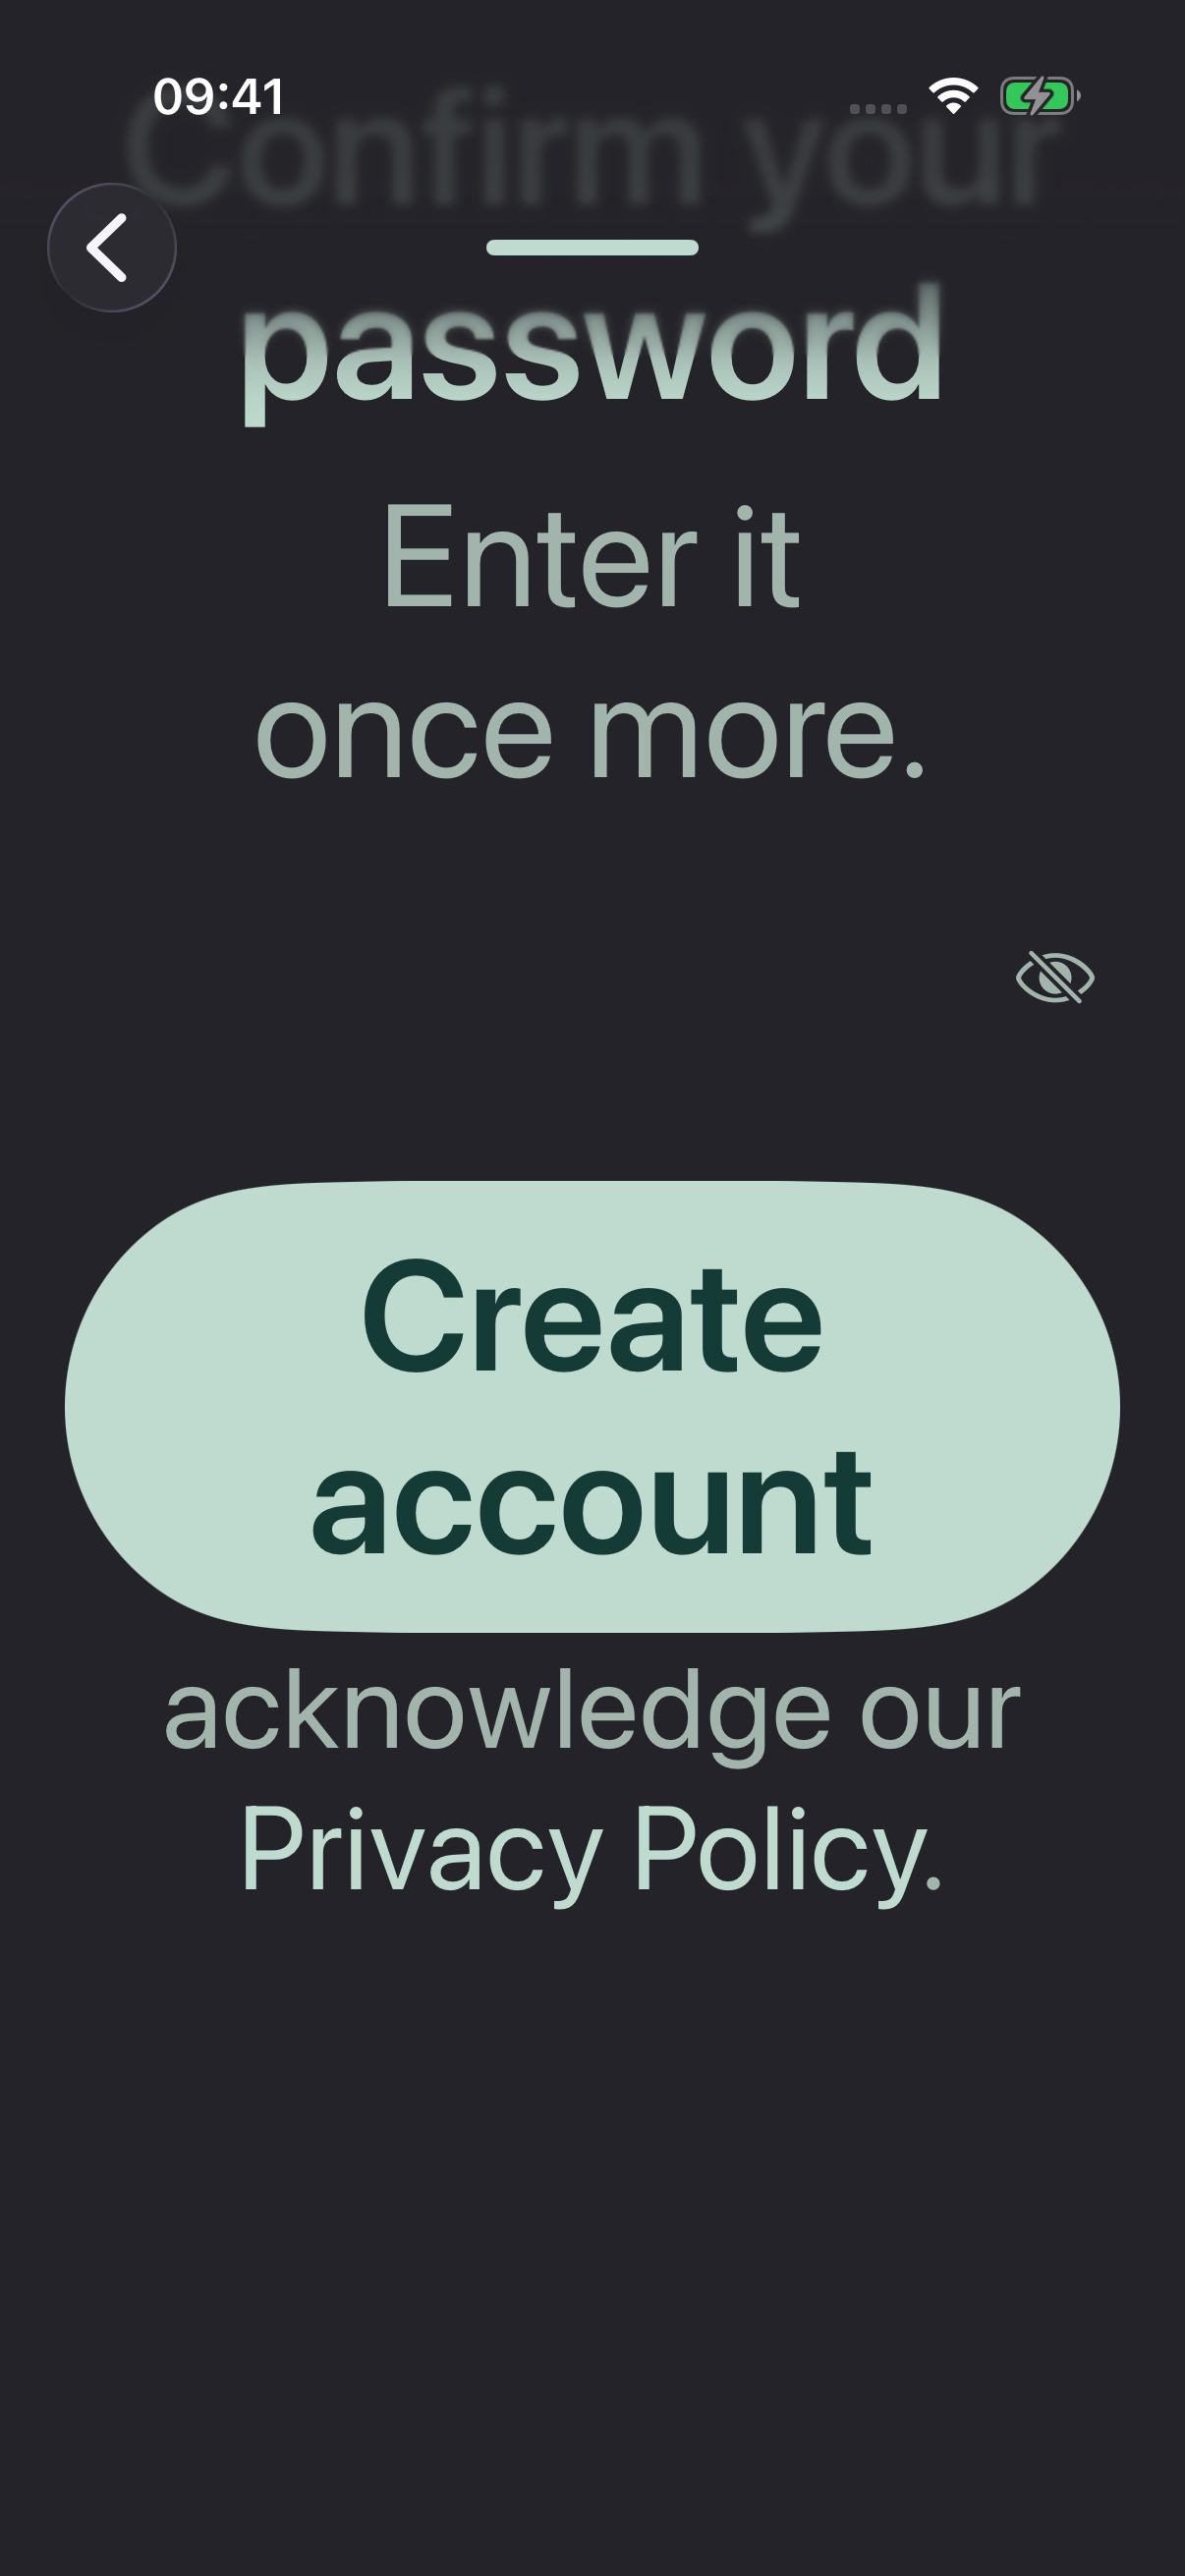 09:41
Confirm your
password
Enter it
once more.
Create
account
acknowledge our
Privacy Policy.